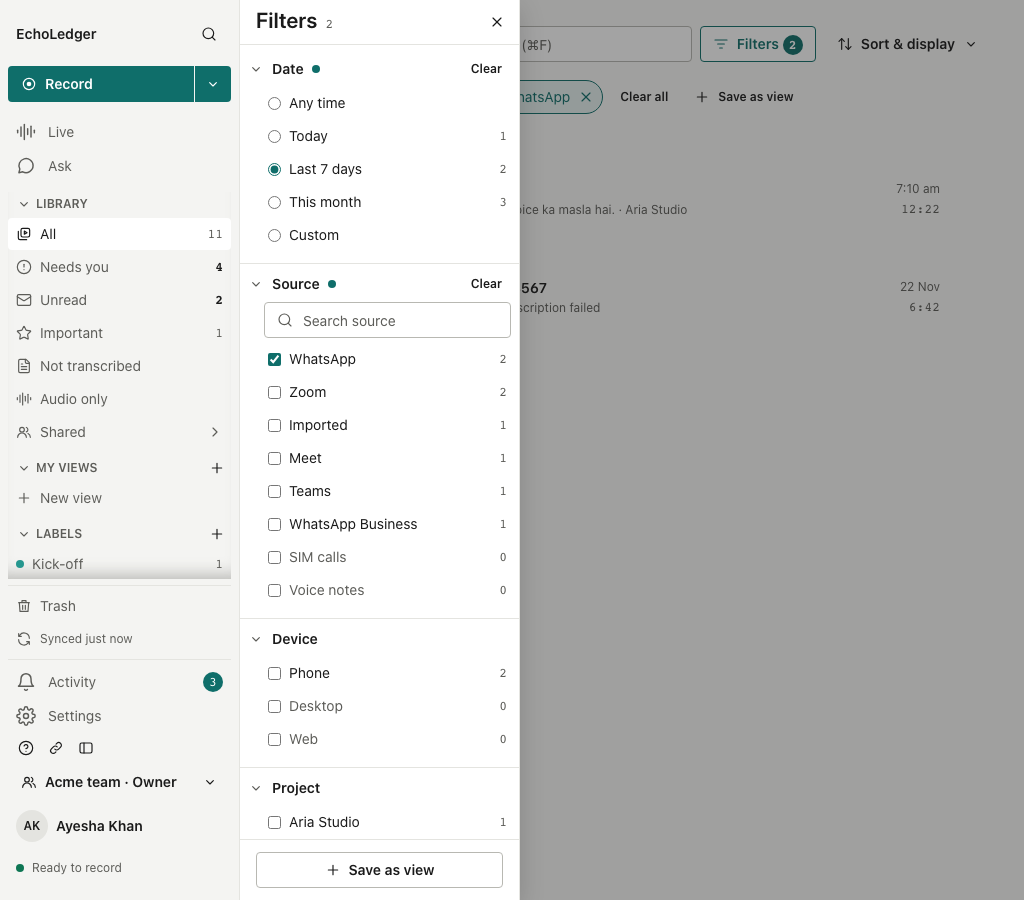 EchoLedger
Record
Live
Ask
LIBRARY
All 11
Needs you 4
Unread 2
Important 1
Not transcribed
Audio only
Shared
MY VIEWS
New view
LABELS
Kick-off 1
Trash
Synced just now
Activity 3
Settings
Acme team · Owner
AK Ayesha Khan
Ready to record
Filters 2
Date Clear
Any time
Today 1
Last 7 days 2
This month 3
Custom
Source Clear
Search source
WhatsApp 2
Zoom 2
Imported 1
Meet 1
Teams 1
WhatsApp Business 1
SIM calls 0
Voice notes 0
Device
Phone 2
Desktop 0
Web 0
Project
Aria Studio 1
Save as view
(⌘F)
Filters 2
Sort & display
hatsApp
Clear all
Save as view
7:10 am
ka masla hai. · Aria Studio 12:22
567 22 Nov
failed 6:42